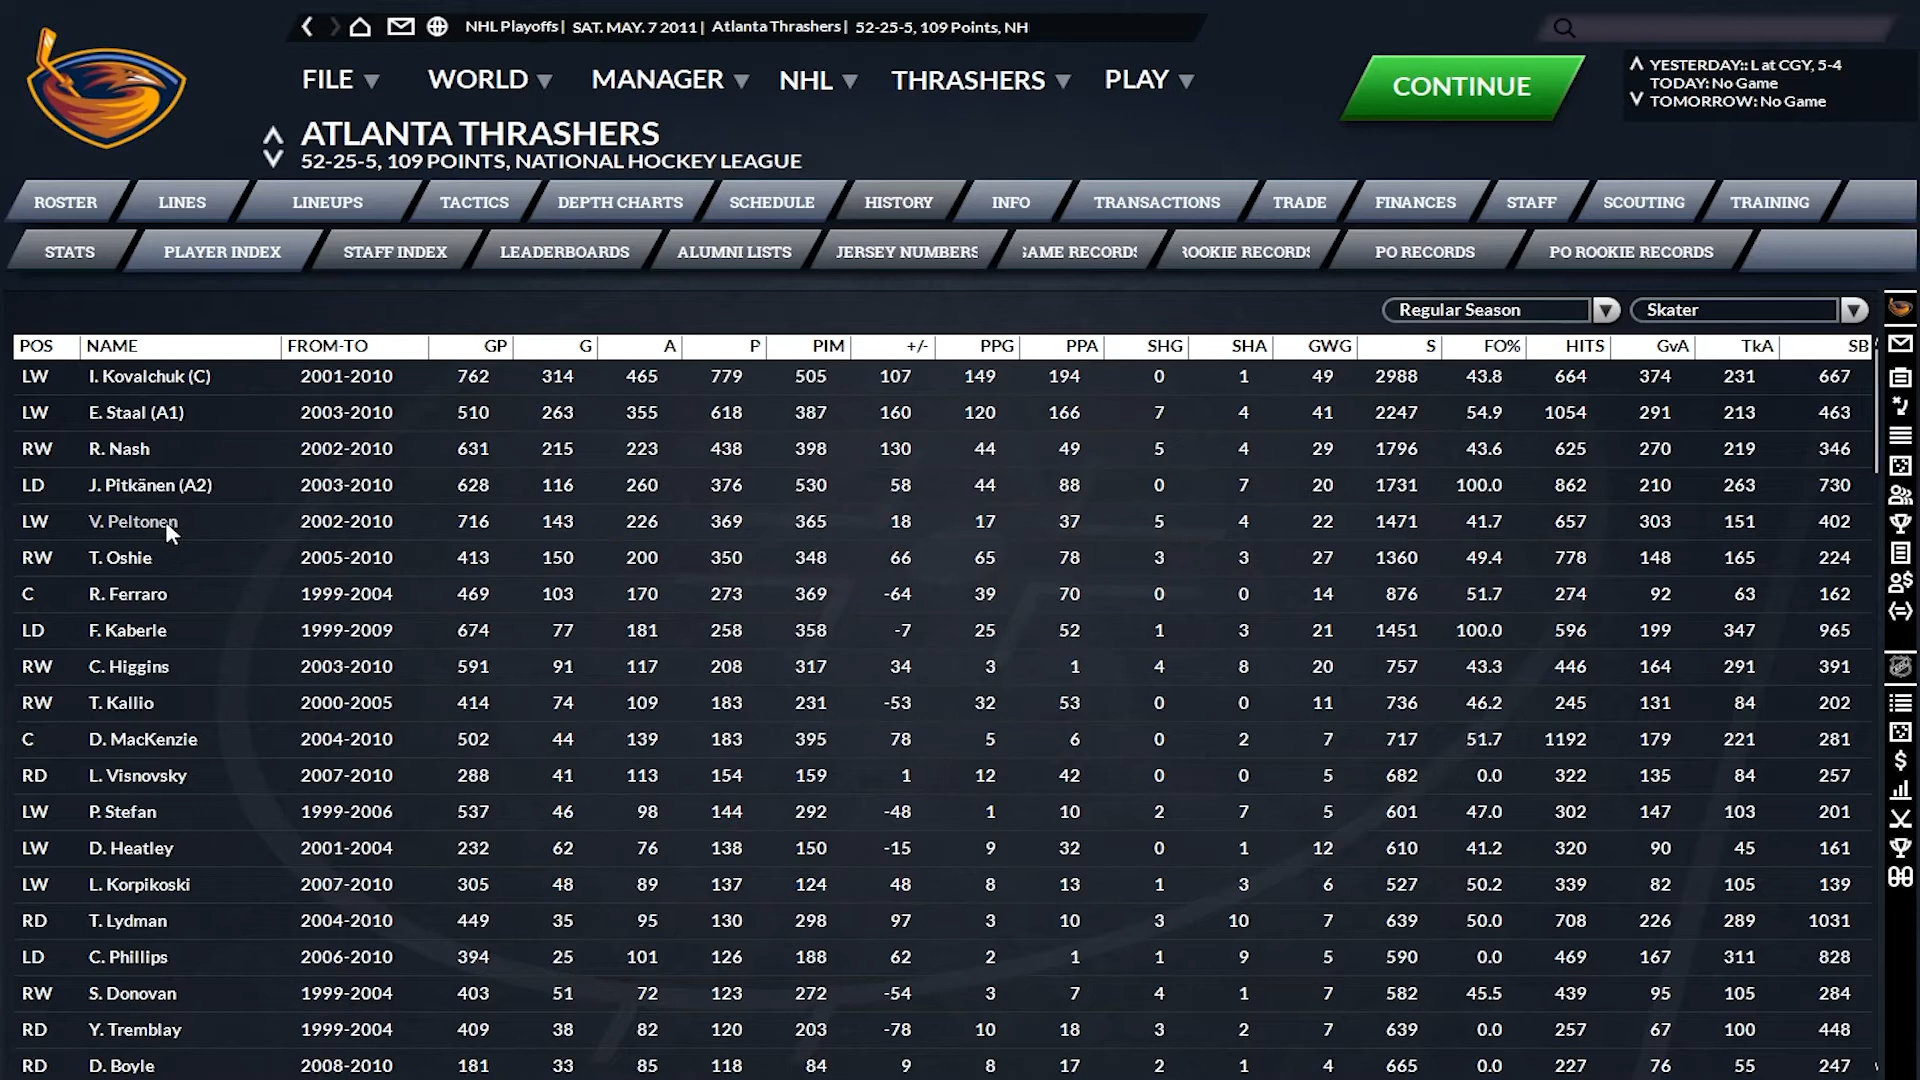 NHL Playoffs| SAT. MAY. 7 2011| Atlanta Thrashers| 52-25-5, 109 Points, NH
FILE WORLD MANAGER NHL THRASHERS PLAY
CONTINUE
YESTERDAY:: L at CGY, 5-4
TODAY: No Game
TOMORROW: No Game
ATLANTA THRASHERS
52-25-5, 109 POINTS, NATIONAL HOCKEY LEAGUE
ROSTER LINES LINEUPS TACTICS DEPTH CHARTS SCHEDULE HISTORY INFO TRANSACTIONS TRADE FINANCES STAFF SCOUTING TRAINING
STATS PLAYER INDEX STAFF INDEX LEADERBOARDS ALUMNI LISTS JERSEY NUMBERS GAME RECORDS ROOKIE RECORDS PO RECORDS PO ROOKIE RECORDS
Regular Season Skater
POS NAME FROM-TO GP G A P PIM +/- PPG PPA SHG SHA GWG S FO% HITS GvA TkA SB
LW I. Kovalchuk (C) 2001-2010 762 314 465 779 505 107 149 194 0 1 49 2988 43.8 664 374 231 667
LW E. Staal (A1) 2003-2010 510 263 355 618 387 160 120 166 7 4 41 2247 54.9 1054 291 213 463
RW R. Nash 2002-2010 631 215 223 438 398 130 44 49 5 4 29 1796 43.6 625 270 219 346
LD J. Pitkänen (A2) 2003-2010 628 116 260 376 530 58 44 88 0 7 20 1731 100.0 862 210 263 730
LW V. Peltonen 2002-2010 716 143 226 369 365 18 17 37 5 4 22 1471 41.7 657 303 151 402
RW T. Oshie 2005-2010 413 150 200 350 348 66 65 78 3 3 27 1360 49.4 778 148 165 224
C R. Ferraro 1999-2004 469 103 170 273 369 -64 39 70 0 0 14 876 51.7 274 92 63 162
LD F. Kaberle 1999-2009 674 77 181 258 358 -7 25 52 1 3 21 1451 100.0 596 199 347 965
RW C. Higgins 2003-2010 591 91 117 208 317 34 3 1 4 8 20 757 43.3 446 164 291 391
RW T. Kallio 2000-2005 414 74 109 183 231 -53 32 53 0 0 11 736 46.2 245 131 84 202
C D. MacKenzie 2004-2010 502 44 139 183 395 78 5 6 0 2 7 717 51.7 1192 179 221 281
RD L. Visnovsky 2007-2010 288 41 113 154 159 1 12 42 0 0 5 682 0.0 322 135 84 257
LW P. Stefan 1999-2006 537 46 98 144 292 -48 1 10 2 7 5 601 47.0 302 147 103 201
LW D. Heatley 2001-2004 232 62 76 138 150 -15 9 32 0 1 12 610 41.2 320 90 45 161
LW L. Korpikoski 2007-2010 305 48 89 137 124 48 8 13 1 3 6 527 50.2 339 82 105 139
RD T. Lydman 2004-2010 449 35 95 130 298 97 3 10 3 10 7 639 50.0 708 226 289 1031
LD C. Phillips 2006-2010 394 25 101 126 188 62 2 1 1 9 5 590 0.0 469 167 311 828
RW S. Donovan 1999-2004 403 51 72 123 272 -54 3 7 4 1 7 582 45.5 439 95 105 284
RD Y. Tremblay 1999-2004 409 38 82 120 203 -78 10 18 3 2 7 639 0.0 257 67 100 448
RD D. Boyle 2008-2010 181 33 85 118 84 9 8 17 2 1 4 665 0.0 227 76 55 247